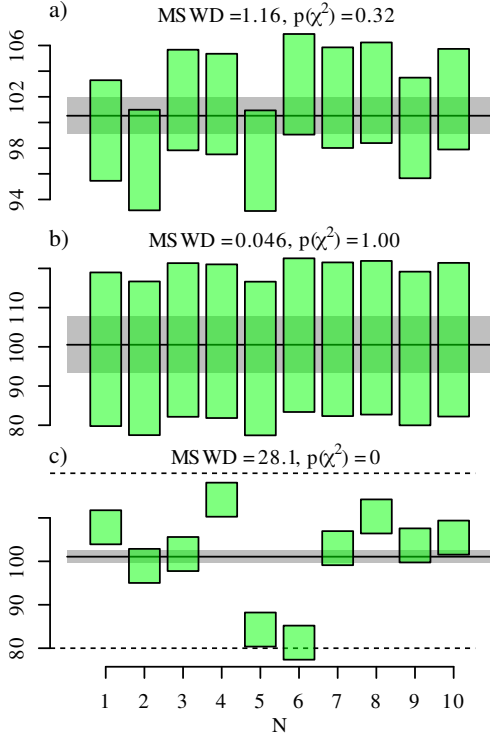 a)
MSWD =1.16, p(χ²) =0.32
106
102
98
94
b)
MSWD =0.046, p(χ²) =1.00
110
100
90
80
c)
MSWD =28.1, p(χ²) =0
100
90
80
1 2 3 4 5 6 7 8 9 10
N